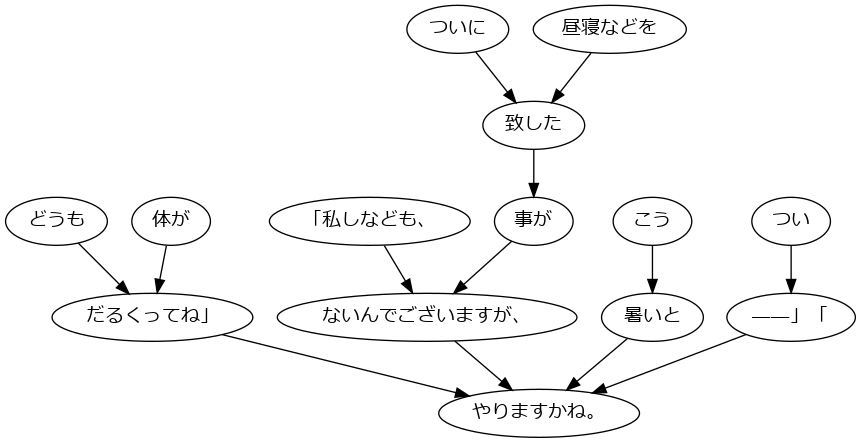 ついに 昼寝などを
致した
どうも 体が 「私しなども、 事が こう つい
だるくってね」 ないんでございますが、 暑いと ――」「
やりますかね。